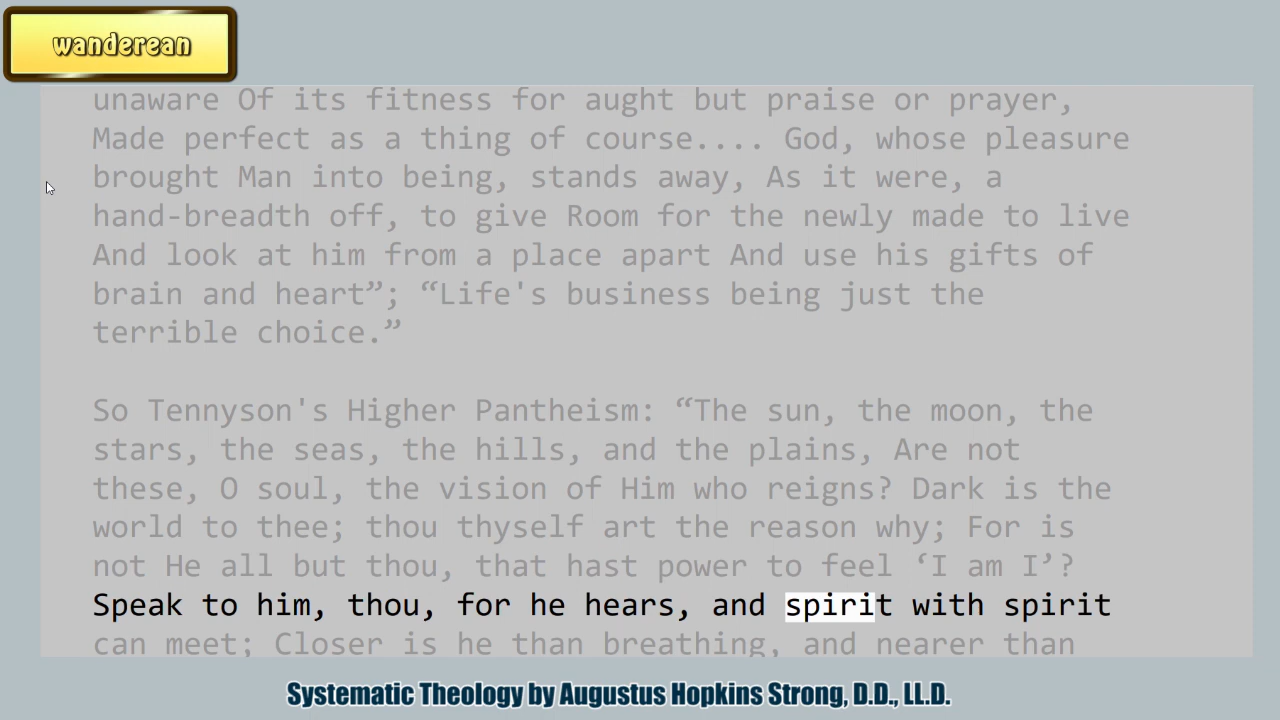 wanderean
unaware Of its fitness for aught but praise or prayer,
Made perfect as a thing of course.... God, whose pleasure
brought Man into being, stands away, As it were, a
hand-breadth off, to give Room for the newly made to live
And look at him from a place apart And use his gifts of
brain and heart”; “Life's business being just the
terrible choice.”
So Tennyson's Higher Pantheism: “The sun, the moon, the
stars, the seas, the hills, and the plains, Are not
these, O soul, the vision of Him who reigns? Dark is the
world to thee; thou thyself art the reason why; For is
not He all but thou, that hast power to feel ‘I am I’?
Speak to him, thou, for he hears, and spirit with spirit
can meet; Closer is he than breathing, and nearer than
Systematic Theology by Augustus Hopkins Strong, D.D., LL.D.